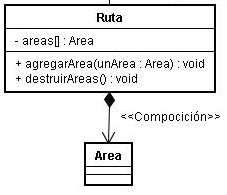 Ruta
- areas[] : Area
+ agregarArea(unArea : Area) : void
+ destruirAreas() : void
<<Compocición>>
Area